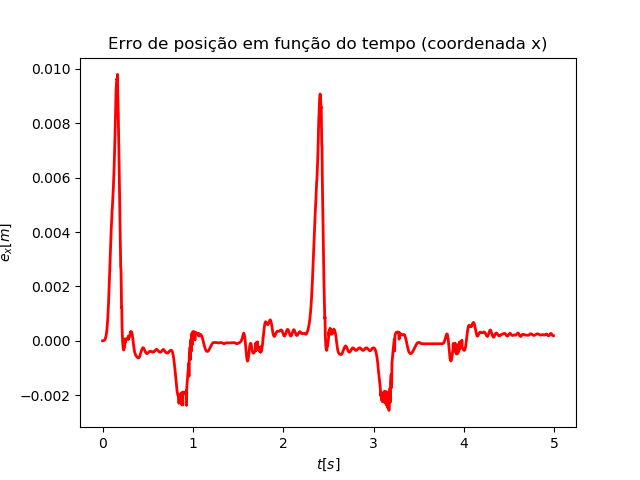 Erro de posição em função do tempo (coordenada x)
0.010
0.008
0.006
0.004
0.002
0.000
−0.002
e_x[m]
0 1 2 3 4 5
t[s]